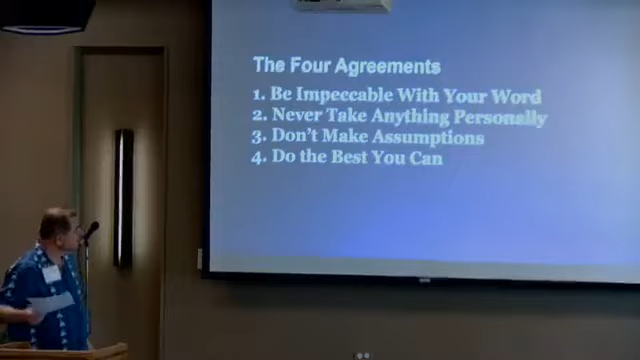 The Four Agreements
1. Be Impeccable With Your Word
2. Never Take Anything Personally
3. Don't Make Assumptions
4. Do the Best You Can